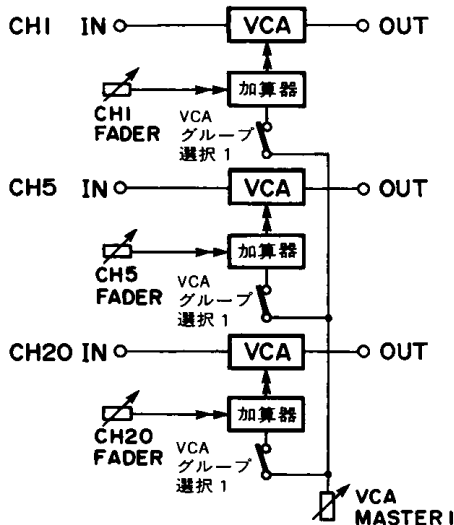 CH1 IN VCA OUT
加算器
CH1
FADER
VCA
グループ
選択 1
CH5 IN VCA OUT
加算器
CH5
FADER
VCA
グループ
選択 1
CH20 IN VCA OUT
加算器
CH20
FADER
VCA
グループ
選択 1
VCA
MASTER 1